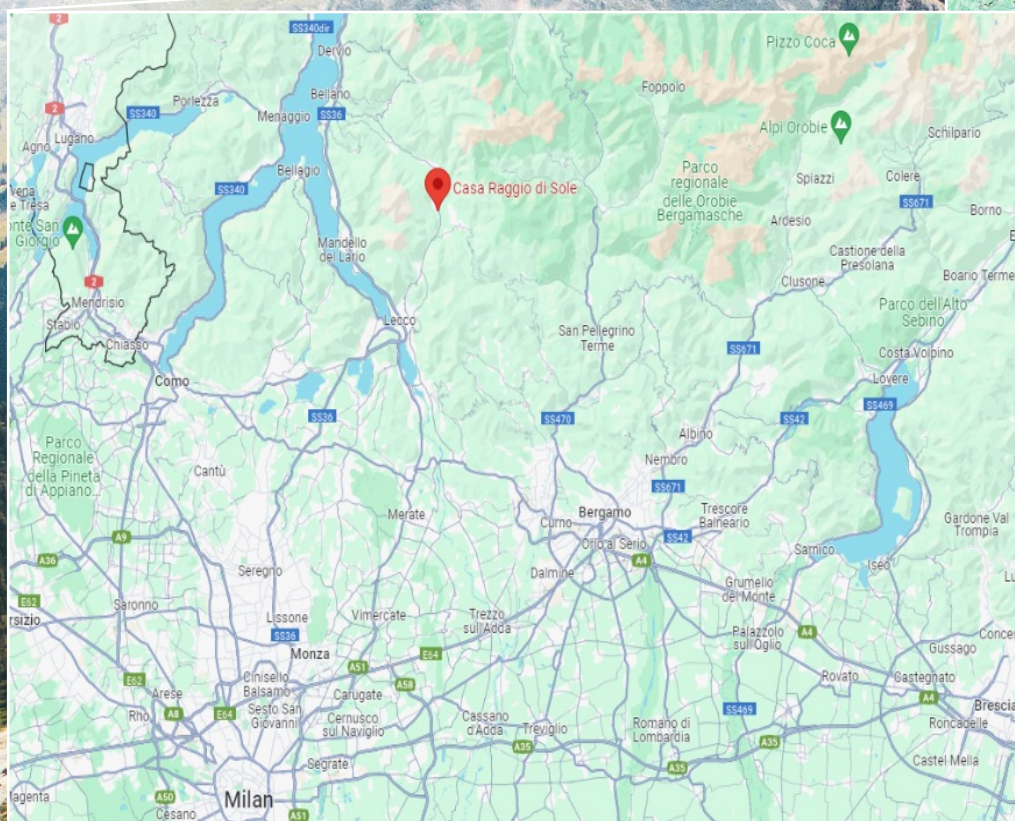 2
SS340dir
Dervio
Pizzo Coca
Foppolo
Porlezza
Bellano
2
SS340
Menaggio
SS36
Alpi Orobie
Lugano
Agno
Schilpario
Bellagio
Parco
regionale
delle Orobie
Bergamasche
Spiazzi
Colere
SS340
Casa Raggio di Sole
SS671
e Tresa
Ardesio
Borno
Giorgio
Mandello
del Lario
Castione della
Presolana
2
Clusone
Boario Terme
Mendrisio
Parco dell'Alto
Sebino
Stabio
Lecco
San Pellegrino
Terme
Chiasso
SS671
Costa Volpino
Como
Lovere
SS36
SS470
SS42
SS469
Parco
Regionale
della Pineta
di Appiano...
Albino
Cantù
Nembro
SS671
Merate
Bergamo
Trescore
Balneario
Gardone Val
Trompia
Curno
A9
Orio al Serio
SS42
Sarnico
A36
A4
Iseo
Seregno
Dalmine
Grumello
del Monte
E62
Saronno
Lissone
Vimercate
Trezzo
sull'Adda
SS36
Palazzolo
sull'Oglio
A4
Monza
E64
Gussago
E62
A51
Rovato
Castegnato
Arese
Cinisello
Balsamo
A58
Carugate
A4
Rho
A8
E64
Sesto San
Giovanni
Cernusco
sul Naviglio
Cassano
d'Adda
Treviglio
Romano di
Lombardia
SS469
Brescia
Roncadelle
A35
A35
Segrate
A35
Castel Mella
A50
Milan
Cesano
A51